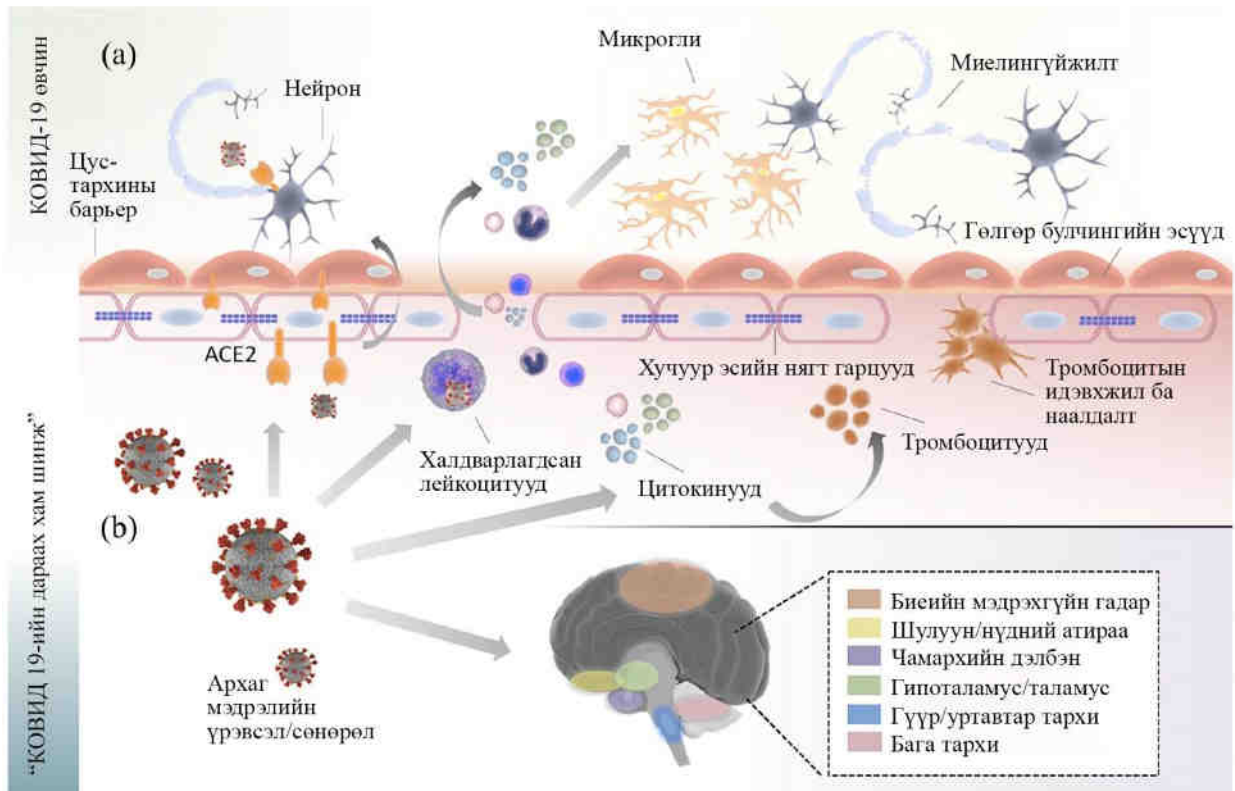 КОВИД-19 өвчин
(a)
Нейрон
Микрогли
Миелингүйжилт
Цус-
тархины
барьер
Гөлгөр булчингийн эсүүд
ACE2
Хучуур эсийн нягт гарцууд
Тромбоцитын
идэвхжил ба
наалдалт
Тромбоцитууд
Халдварлагдсан
лейкоцитууд
Цитокинууд
“КОВИД 19-ийн дараах хам шинж”
(b)
Архаг
мэдрэлийн
үрэвсэл/сөнөрөл
Биеийн мэдрэхгүйн гадар
Шулуун/нүдний атираа
Чамархийн дэлбэн
Гипоталамус/таламус
Гүүр/уртавтар тархи
Бага тархи